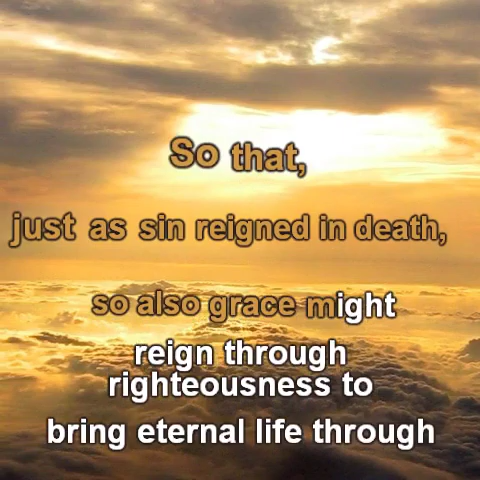 So that,
just as sin reigned in death,
so also grace might
reign through
righteousness to
bring eternal life through